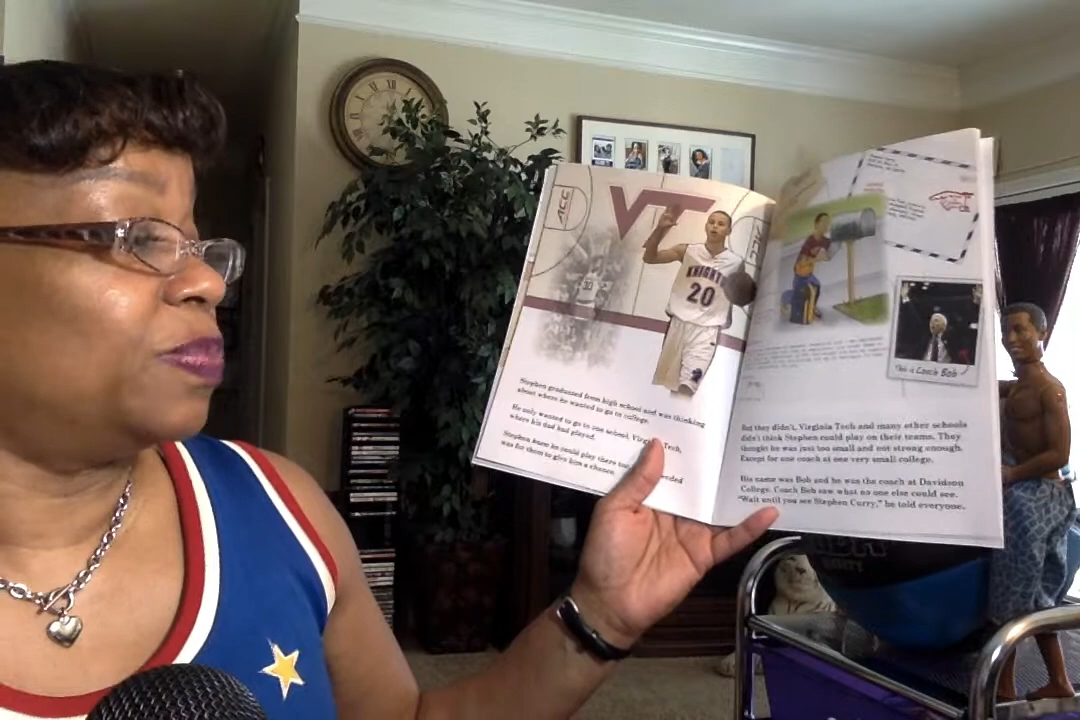 ACC
VT
KNIGHTS
20
30
Stephen graduated from high school and was thinking
about where he wanted to go to college.
He only wanted to go to one school, Virginia Tech,
where his dad had played.
Stephen knew he could play there too needed
was for them to give him a chance.
This is Coach Bob
But they didn't. Virginia Tech and many other schools
didn't think Stephen could play on their teams. They
thought he was just too small and not strong enough.
Except for one coach at one very small college.
His name was Bob and he was the coach at Davidson
College. Coach Bob saw what no one else could see.
"Wait until you see Stephen Curry," he told everyone.